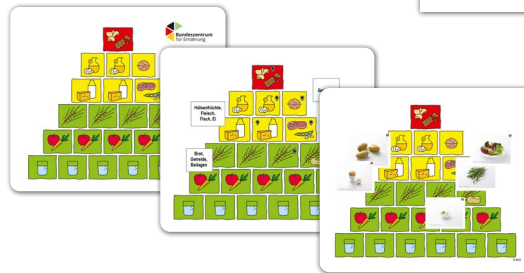 Bundeszentrum
für Ernährung
Hülsenfrüchte,
Fleisch,
Fisch, Ei
Brot,
Getreide,
Beilagen